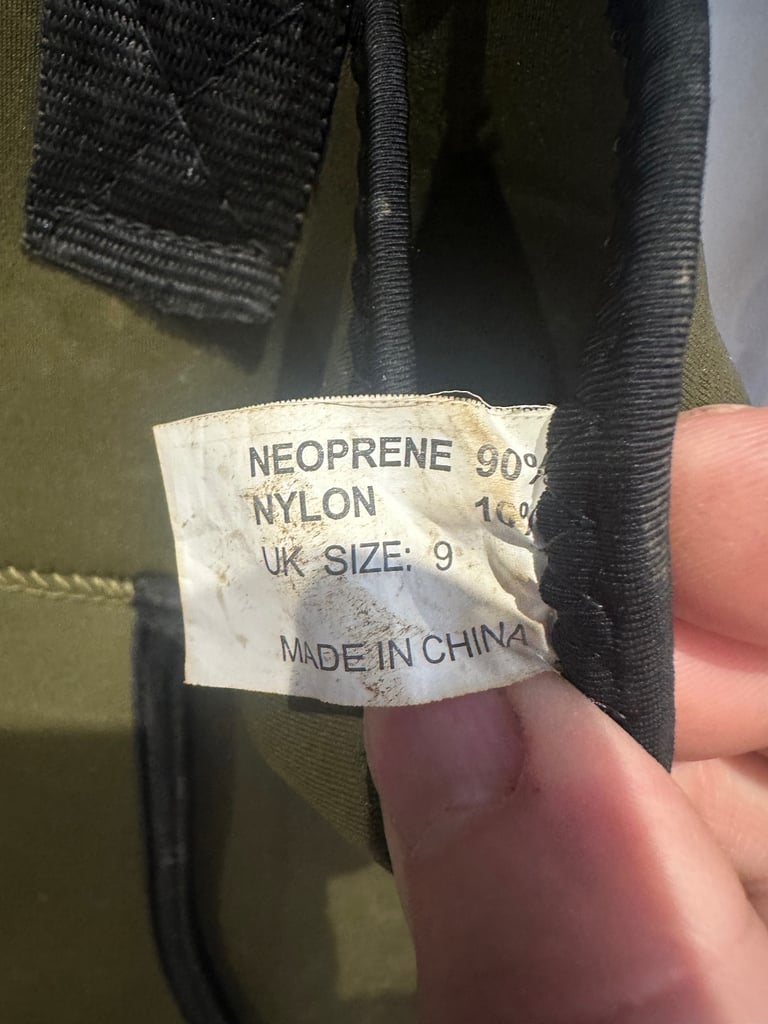 NEOPRENE 90%
NYLON 10%
UK SIZE: 9
MADE IN CHINA